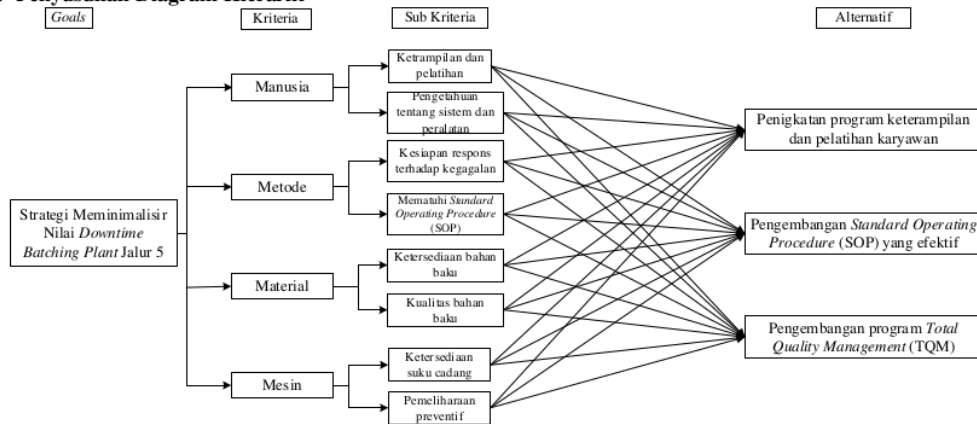 Penyusunan Diagram Hierarki
Goals
Kriteria
Sub Kriteria
Alternatif
Strategi Meminimalisir
Nilai Downtime
Batching Plant Jalur 5
Manusia
Metode
Material
Mesin
Ketrampilan dan
pelatihan
Pengetahuan
tentang sistem dan
peralatan
Kesiapan respons
terhadap kegagalan
Mematuhi Standard
Operating Procedure
(SOP)
Ketersediaan bahan
baku
Kualitas bahan
baku
Ketersediaan
suku cadang
Pemeliharaan
preventif
Penigkatan program keterampilan
dan pelatihan karyawan
Pengembangan Standard Operating
Procedure (SOP) yang efektif
Pengembangan program Total
Quality Management (TQM)